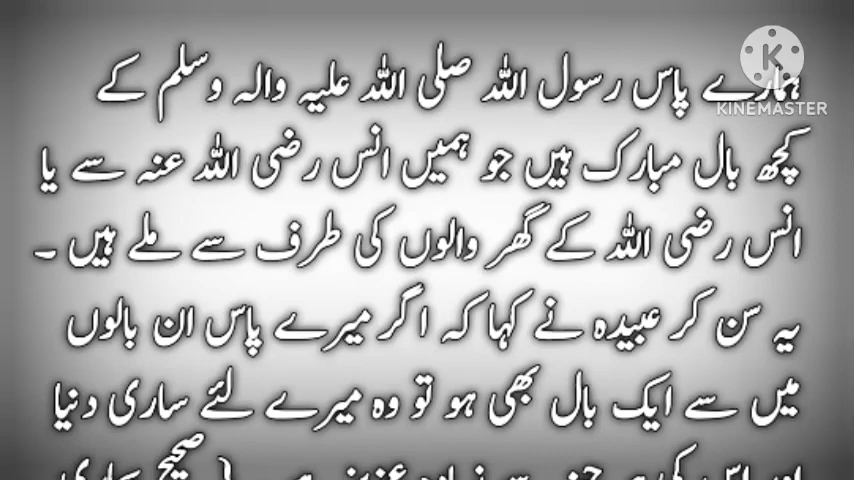 ہمارے پاس رسول اللہ صلی اللہ علیہ والہ وسلم کے
کچھ بال مبارک ہیں جو ہمیں انس رضی اللہ عنہ سے یا
انس رضی اللہ کے گھر والوں کی طرف سے ملے ہیں ۔
یہ سن کر عبیدہ نے کہا کہ اگر میرے پاس ان بالوں
میں سے ایک بال بھی ہو تو وہ میرے لئے ساری دنیا
K
KINEMASTER